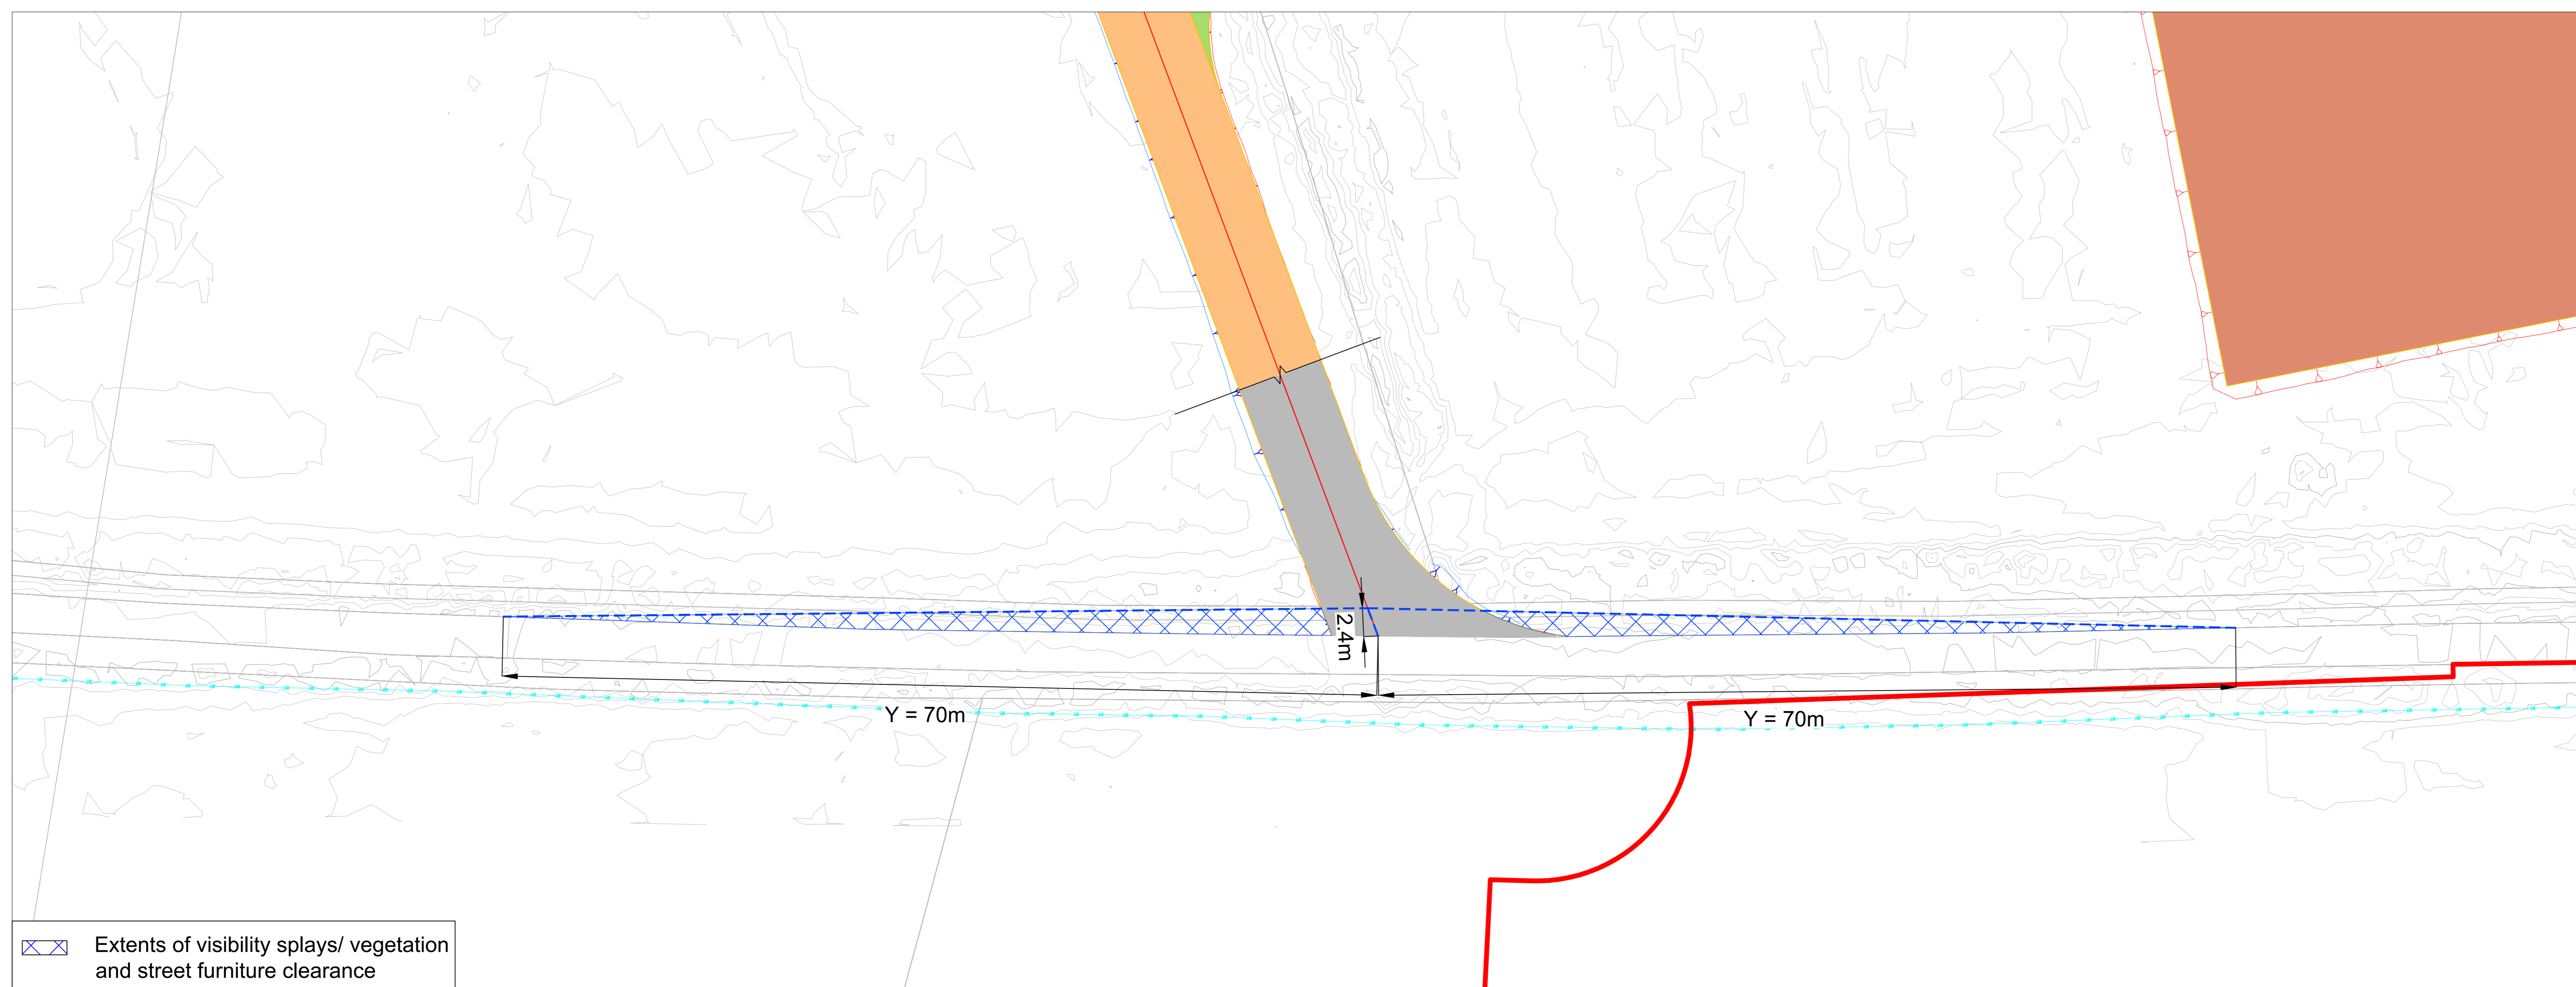 2.4m
Y = 70m
Y = 70m
Extents of visibility splays/ vegetation
and street furniture clearance